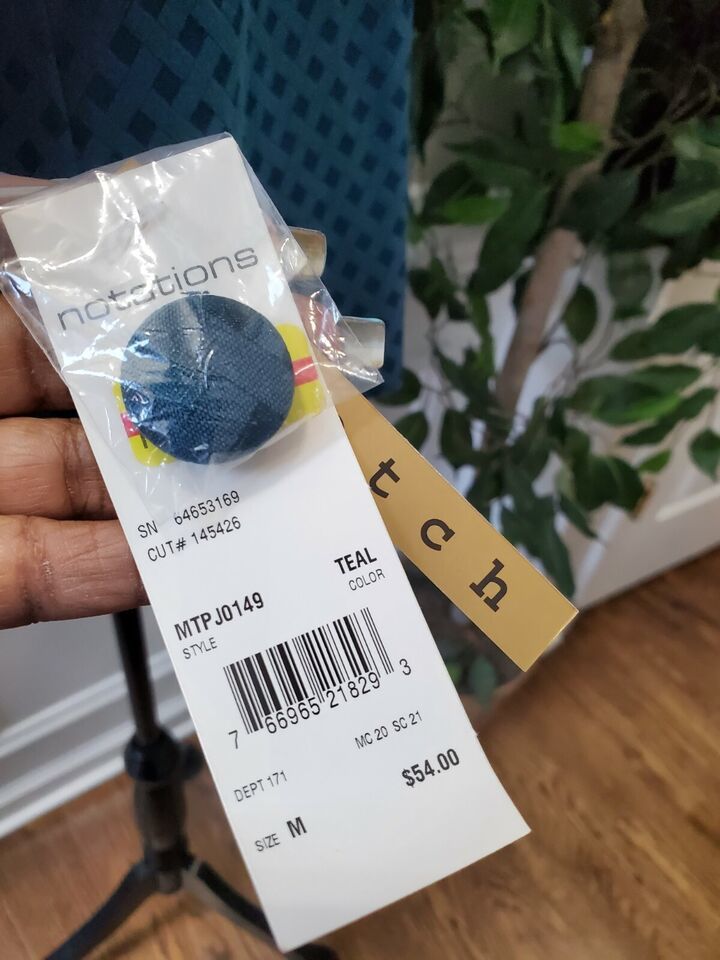 notations
SN 64653169
CUT# 145426
TEAL
COLOR
MTPJ0149
STYLE
7 66965 21829 3
MC 20 SC 21
DEPT 171
$54.00
SIZE M
tch